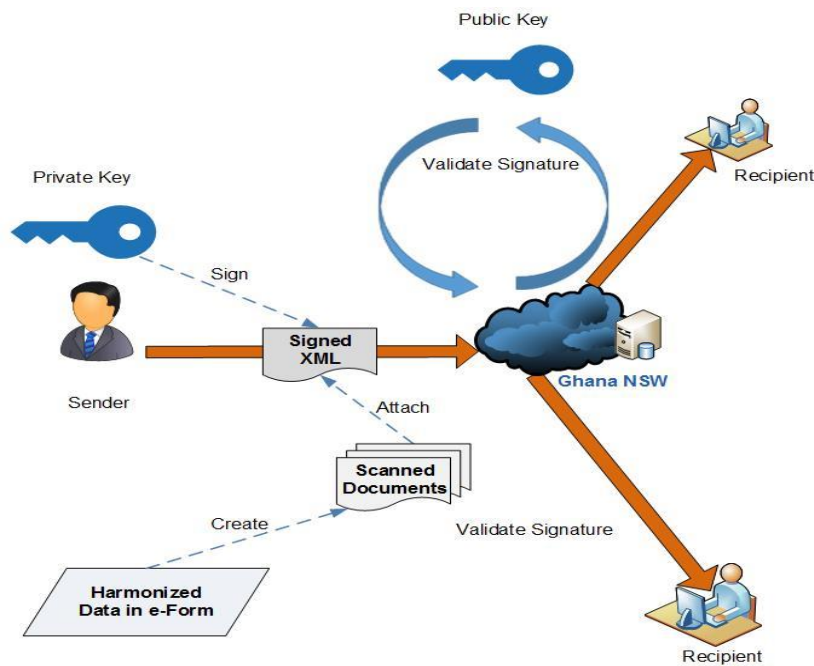 Public Key
Validate Signature
Recipient
Private Key
Sign
Signed
XML
Ghana NSW
Sender
Attach
Scanned
Documents
Create
Validate Signature
Harmonized
Data in e-Form
Recipient